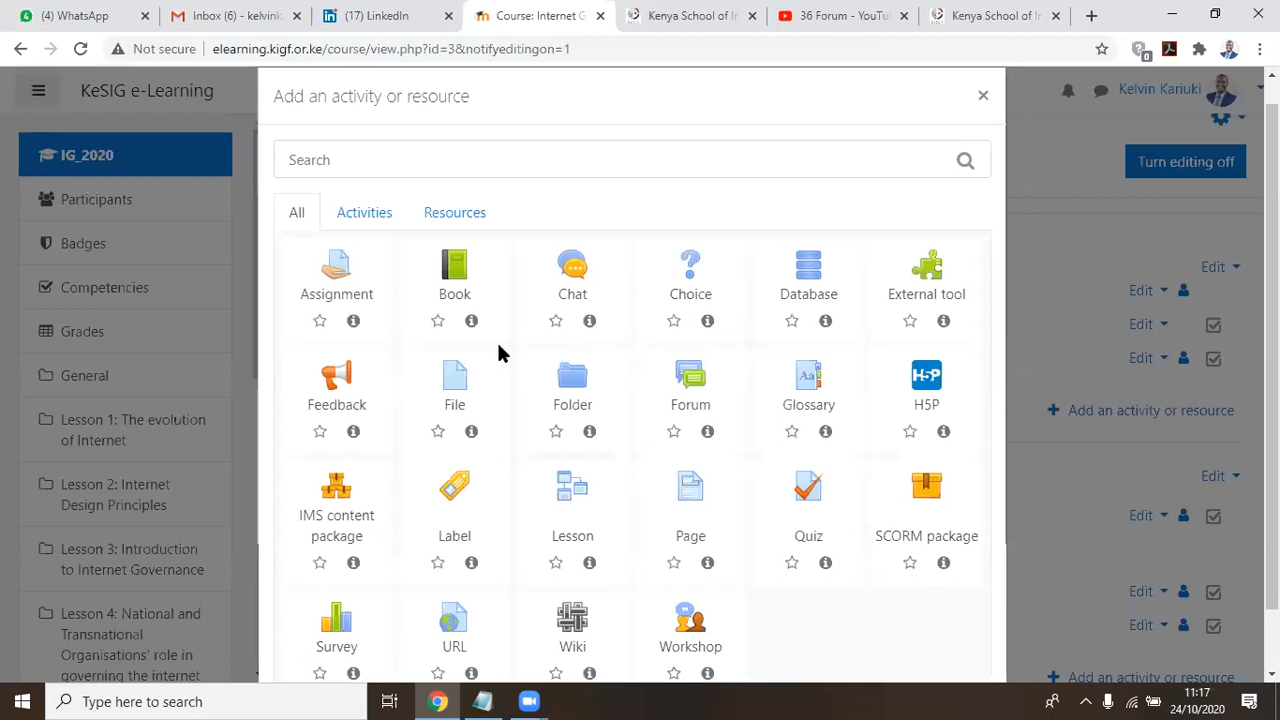 (4) WhatsApp
Inbox (6) - kelvink
(17) LinkedIn
Course: Internet G
Kenya School of In
36 Forum - YouTu
Kenya School of In
Not secure
elearning.kigf.or.ke/course/view.php?id=3&notifyeditingon=1
0
KeSIG e-Learning
Kelvin Kariuki
Add an activity or resource
IG_2020
Participants
Badges
Competencies
Grades
General
Lesson 1: The evolution
of Internet
Lesson 2: Internet
Design Principles
Lesson 3: Introduction
to Internet Governance
Lesson 4: National and
Transnational
Organisations' role in
governing the internet
Search
All
Activities
Resources
Assignment
Book
Chat
Choice
Database
External tool
Feedback
File
Folder
Forum
Aa
Glossary
H5P
H5P
IMS content
package
Label
Lesson
Page
Quiz
SCORM package
Survey
URL
Wiki
Workshop
Turn editing off
Edit
Edit
Edit
Edit
Add an activity or resource
Edit
Edit
Edit
Edit
Add an activity or resource
Type here to search
11:17
24/10/2020